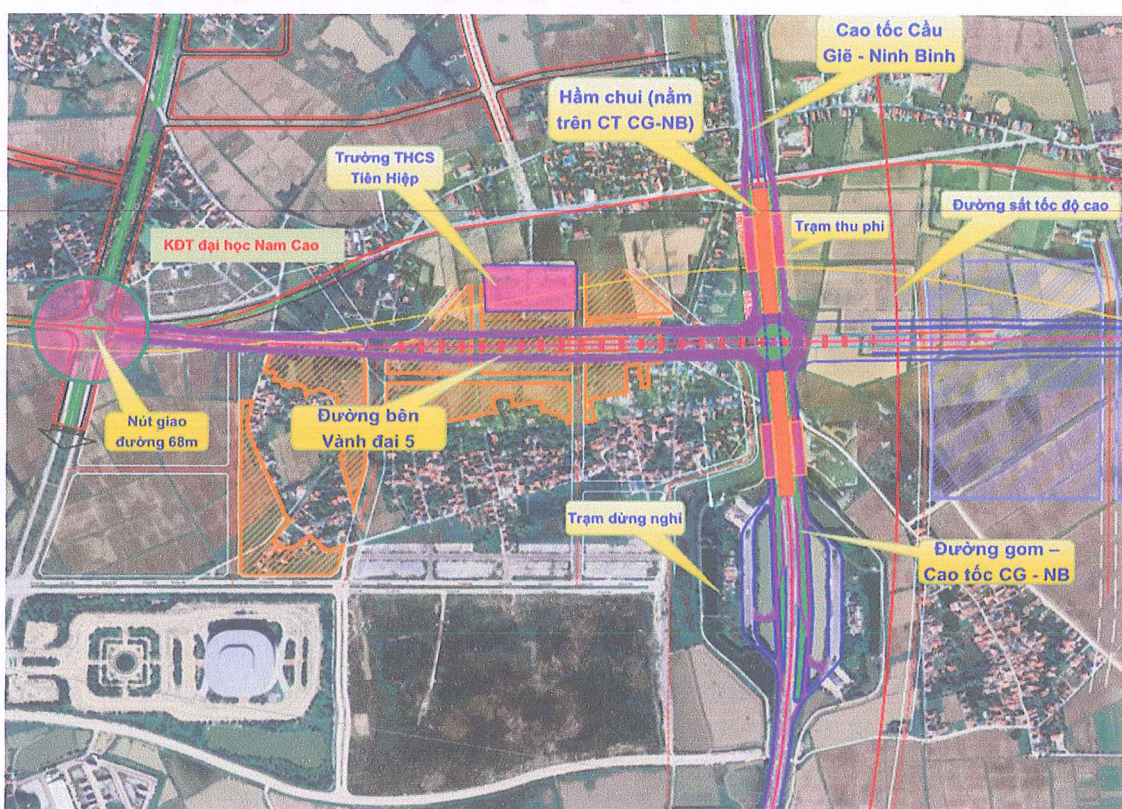 Cao tốc Cầu
Giẽ - Ninh Bình
Hầm chui (nằm
trên CT CG-NB)
Trường THCS
Tiên Hiệp
Đường sắt tốc độ cao
Trạm thu phí
KĐT đại học Nam Cao
Nút giao
đường 68m
Đường bên
Vành đai 5
Trạm dừng nghỉ
Đường gom –
Cao tốc CG - NB